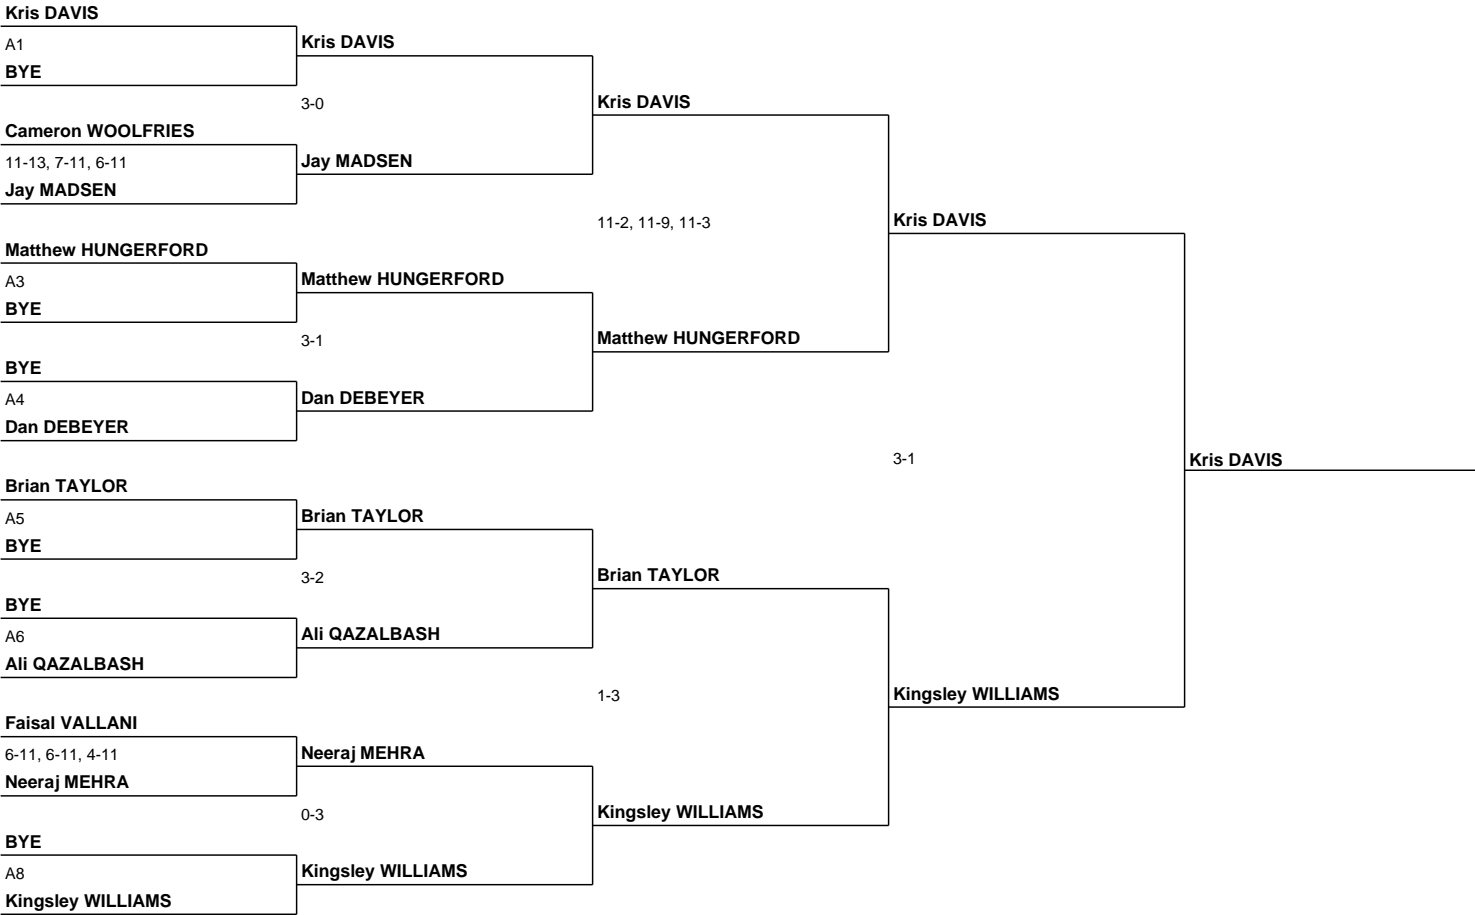 Kris DAVIS
A1
BYE
Cameron WOOLFRIES
11-13, 7-11, 6-11
Jay MADSEN
Matthew HUNGERFORD
A3
BYE
BYE
A4
Dan DEBEYER
Brian TAYLOR
A5
BYE
BYE
A6
Ali QAZALBASH
Faisal VALLANI
6-11, 6-11, 4-11
Neeraj MEHRA
BYE
A8
Kingsley WILLIAMS
Kris DAVIS
3-0
Jay MADSEN
Matthew HUNGERFORD
3-1
Dan DEBEYER
Brian TAYLOR
3-2
Ali QAZALBASH
Neeraj MEHRA
0-3
Kingsley WILLIAMS
Kris DAVIS
11-2, 11-9, 11-3
Matthew HUNGERFORD
Brian TAYLOR
1-3
Kingsley WILLIAMS
Kris DAVIS
3-1
Kingsley WILLIAMS
Kris DAVIS